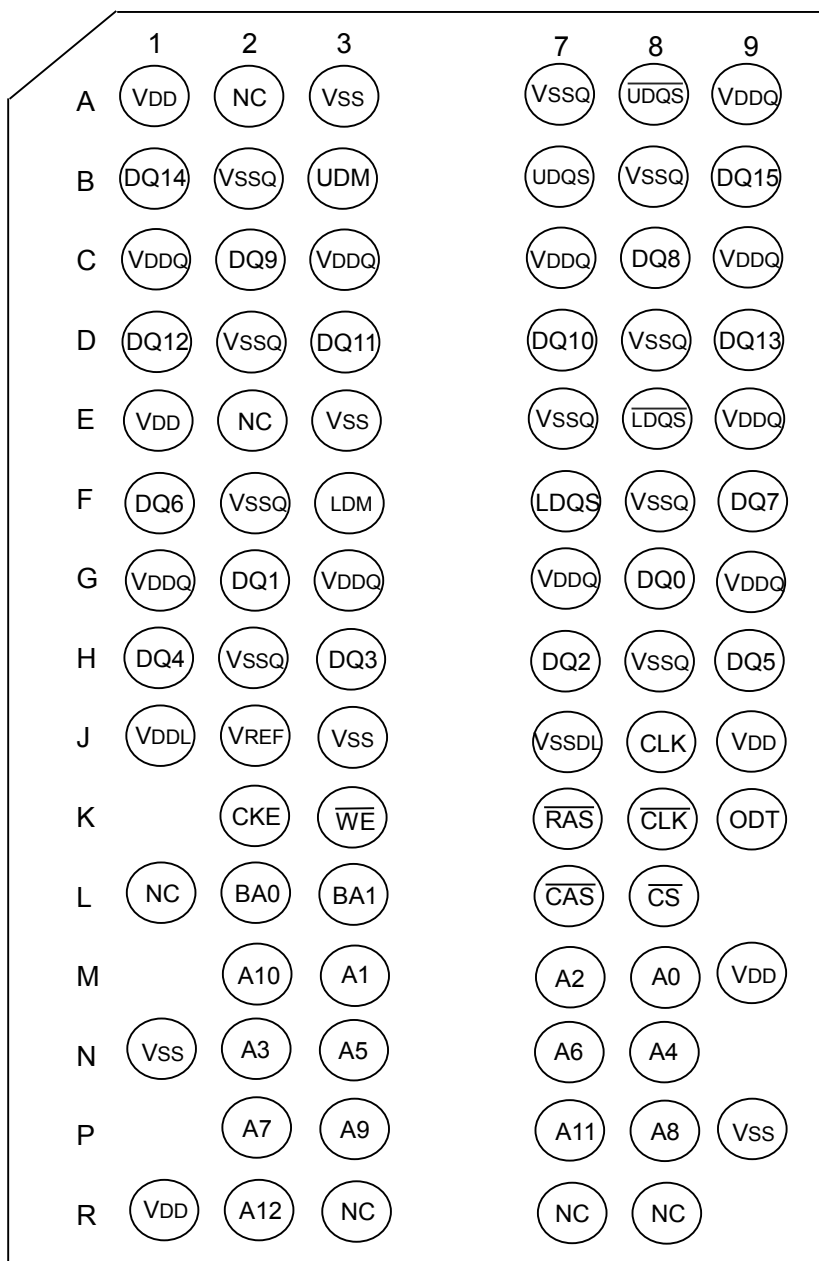 1 2 3 7 8 9
A VDD NC VSS VSSQ UDQS VDDQ
B DQ14 VSSQ UDM UDQS VSSQ DQ15
C VDDQ DQ9 VDDQ VDDQ DQ8 VDDQ
D DQ12 VSSQ DQ11 DQ10 VSSQ DQ13
E VDD NC VSS VSSQ LDQS VDDQ
F DQ6 VSSQ LDM LDQS VSSQ DQ7
G VDDQ DQ1 VDDQ VDDQ DQ0 VDDQ
H DQ4 VSSQ DQ3 DQ2 VSSQ DQ5
J VDDL VREF VSS VSSDL CLK VDD
K CKE WE RAS CLK ODT
L NC BA0 BA1 CAS CS
M A10 A1 A2 A0 VDD
N VSS A3 A5 A6 A4
P A7 A9 A11 A8 VSS
R VDD A12 NC NC NC